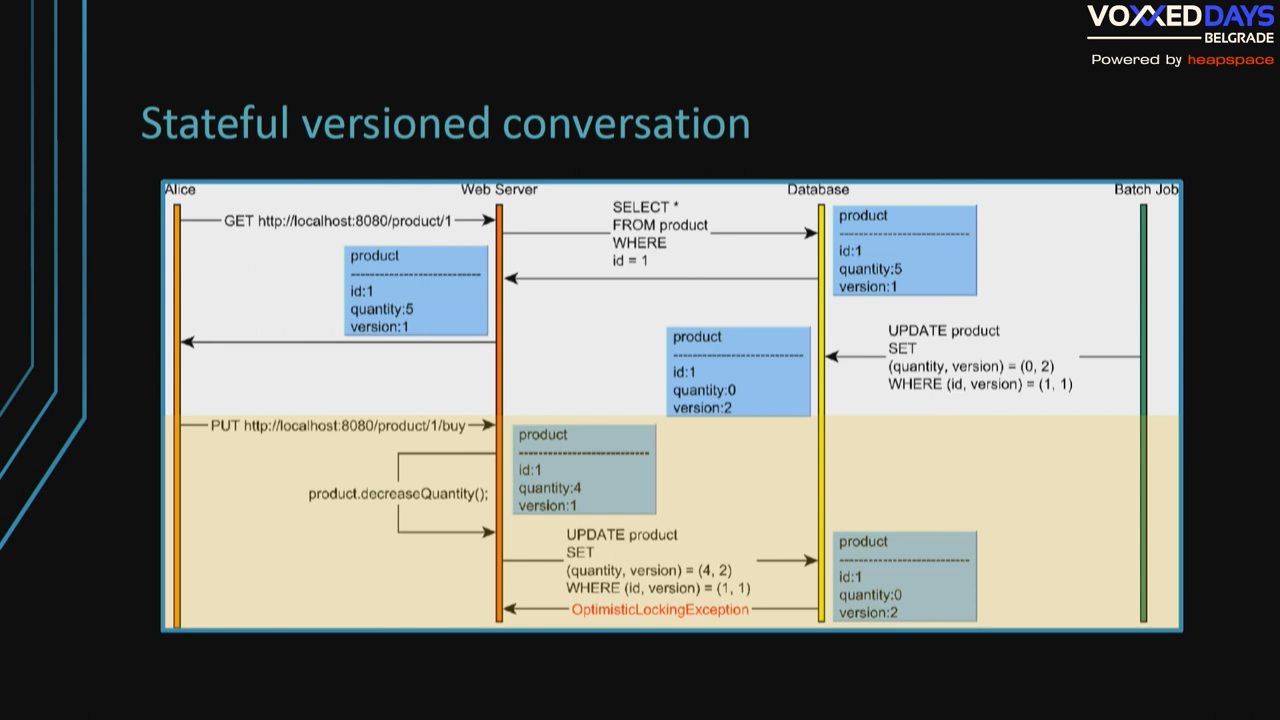 VOXXED DAYS
BELGRADE
Powered by heapspace
Stateful versioned conversation
Alice
Web Server
Database
Batch Job
GET http://localhost:8080/product/1
SELECT *
FROM product
WHERE
id = 1
product
--------------------------------
id:1
quantity:5
version:1
product
--------------------------------
id:1
quantity:5
version:1
UPDATE product
SET
(quantity, version) = (0, 2)
WHERE (id, version) = (1, 1)
product
--------------------------------
id:1
quantity:0
version:2
PUT http://localhost:8080/product/1/buy
product
--------------------------------
id:1
quantity:4
version:1
product.decreaseQuantity();
UPDATE product
SET
(quantity, version) = (4, 2)
WHERE (id, version) = (1, 1)
OptimisticLockingException
product
--------------------------------
id:1
quantity:0
version:2